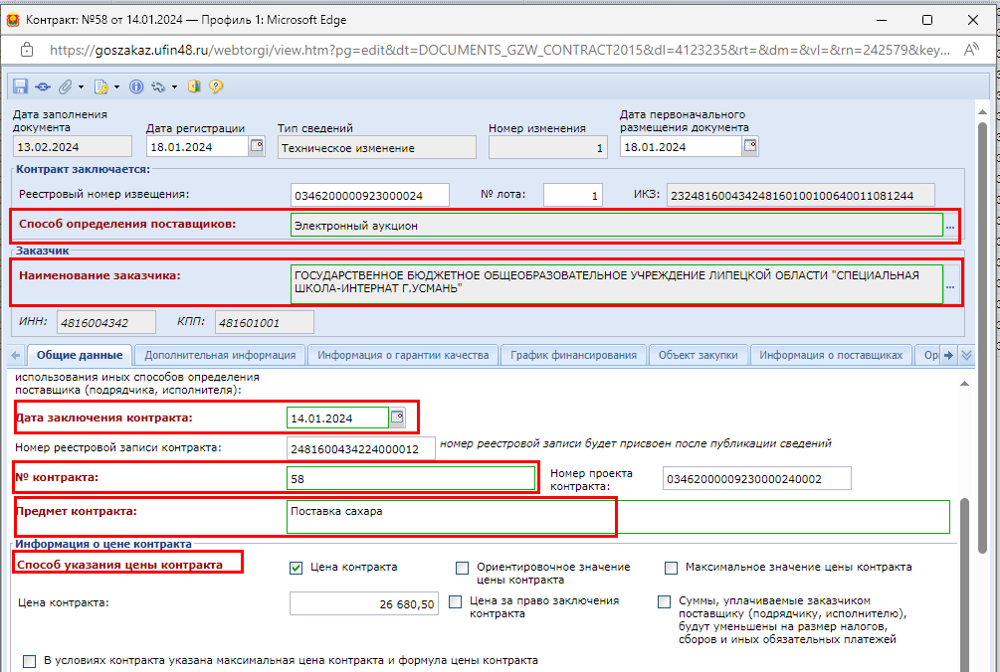 Контракт: №58 от 14.01.2024 — Профиль 1: Microsoft Edge
https://goszakaz.ufin48.ru/webtorgi/view.htm?pg=edit&dt=DOCUMENTS_GZW_CONTRACT2015&dl=4123235&rt=&dm=&vl=&rn=242579&key...
Дата заполнения документа
Дата регистрации
Тип сведений
Номер изменения
Дата первоначального размещения документа
13.02.2024
18.01.2024
Техническое изменение
1
18.01.2024
Контракт заключается:
Реестровый номер извещения:
0346200000923000024
№ лота:
1
ИКЗ:
232481600434248160100100640011081244
Способ определения поставщиков:
Электронный аукцион
...
Заказчик
Наименование заказчика:
ГОСУДАРСТВЕННОЕ БЮДЖЕТНОЕ ОБЩЕОБРАЗОВАТЕЛЬНОЕ УЧРЕЖДЕНИЕ ЛИПЕЦКОЙ ОБЛАСТИ "СПЕЦИАЛЬНАЯ
ШКОЛА-ИНТЕРНАТ Г.УСМАНЬ"
...
ИНН:
4816004342
КПП:
481601001
Общие данные
Дополнительная информация
Информация о гарантии качества
График финансирования
Объект закупки
Информация о поставщиках
Ор
использования иных способов определения
поставщика (подрядчика, исполнителя):
Дата заключения контракта:
14.01.2024
Номер реестровой записи контракта:
2481600434224000012
номер реестровой записи будет присвоен после публикации сведений
№ контракта:
58
Номер проекта
контракта:
03462000009230000240002
Предмет контракта:
Поставка сахара
Информация о цене контракта
Способ указания цены контракта
Цена контракта
Ориентировочное значение
цены контракта
Максимальное значение цены контракта
Цена контракта:
26 680,50
Цена за право заключения
контракта
Суммы, уплачиваемые заказчиком
поставщику (подрядчику, исполнителю),
будут уменьшены на размер налогов,
сборов и иных обязательных платежей
В условиях контракта указана максимальная цена контракта и формула цены контракта